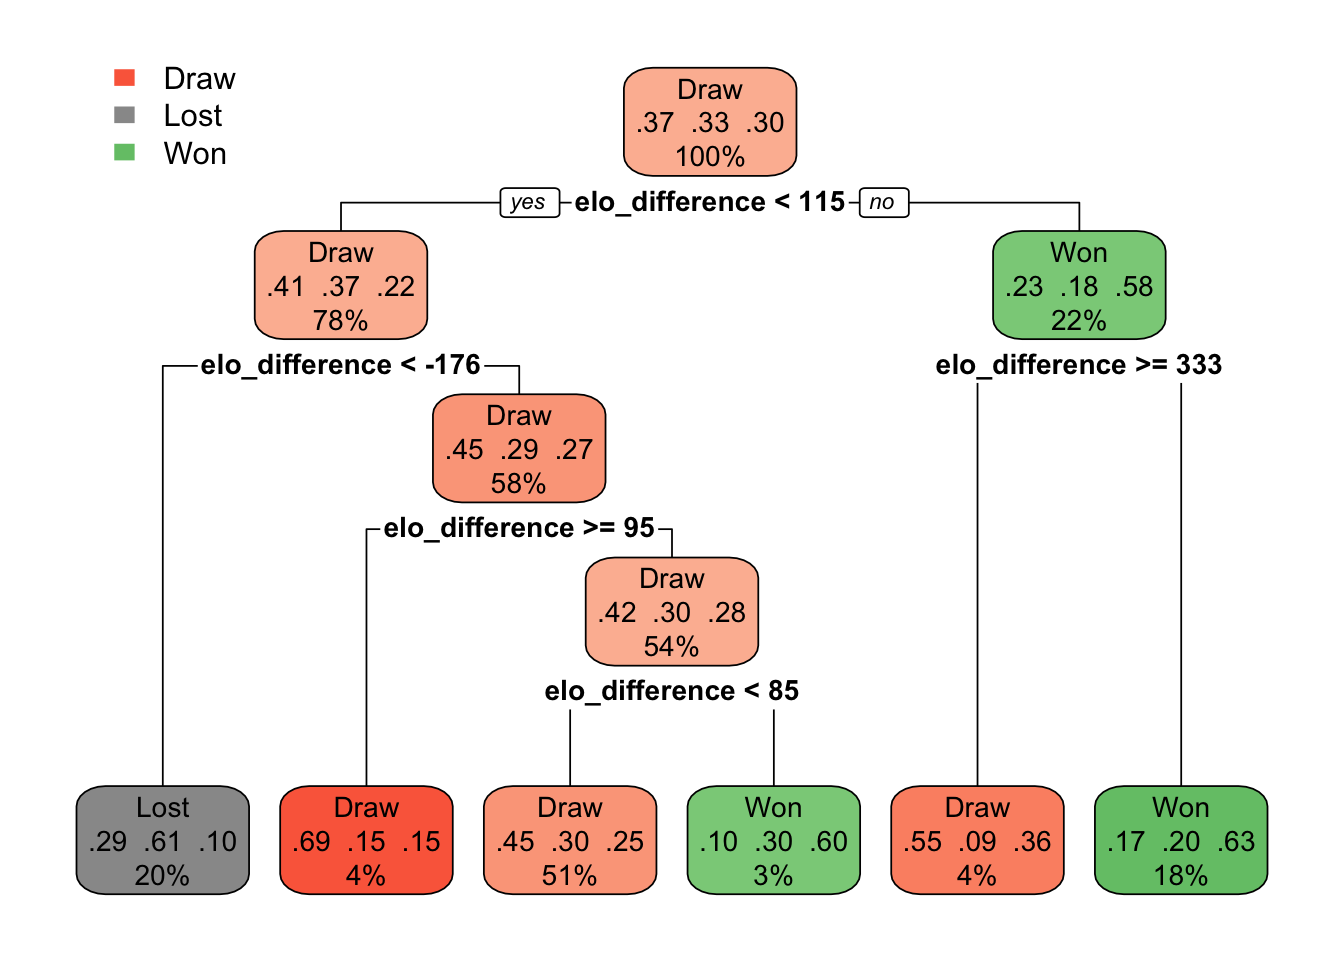 Draw
Lost
Won
Draw
.37 .33 .30
100%
yes elo_difference < 115 no
Draw
.41 .37 .22
78%
Won
.23 .18 .58
22%
elo_difference < -176
elo_difference >= 333
Draw
.45 .29 .27
58%
elo_difference >= 95
Draw
.42 .30 .28
54%
elo_difference < 85
Lost
.29 .61 .10
20%
Draw
.69 .15 .15
4%
Draw
.45 .30 .25
51%
Won
.10 .30 .60
3%
Draw
.55 .09 .36
4%
Won
.17 .20 .63
18%